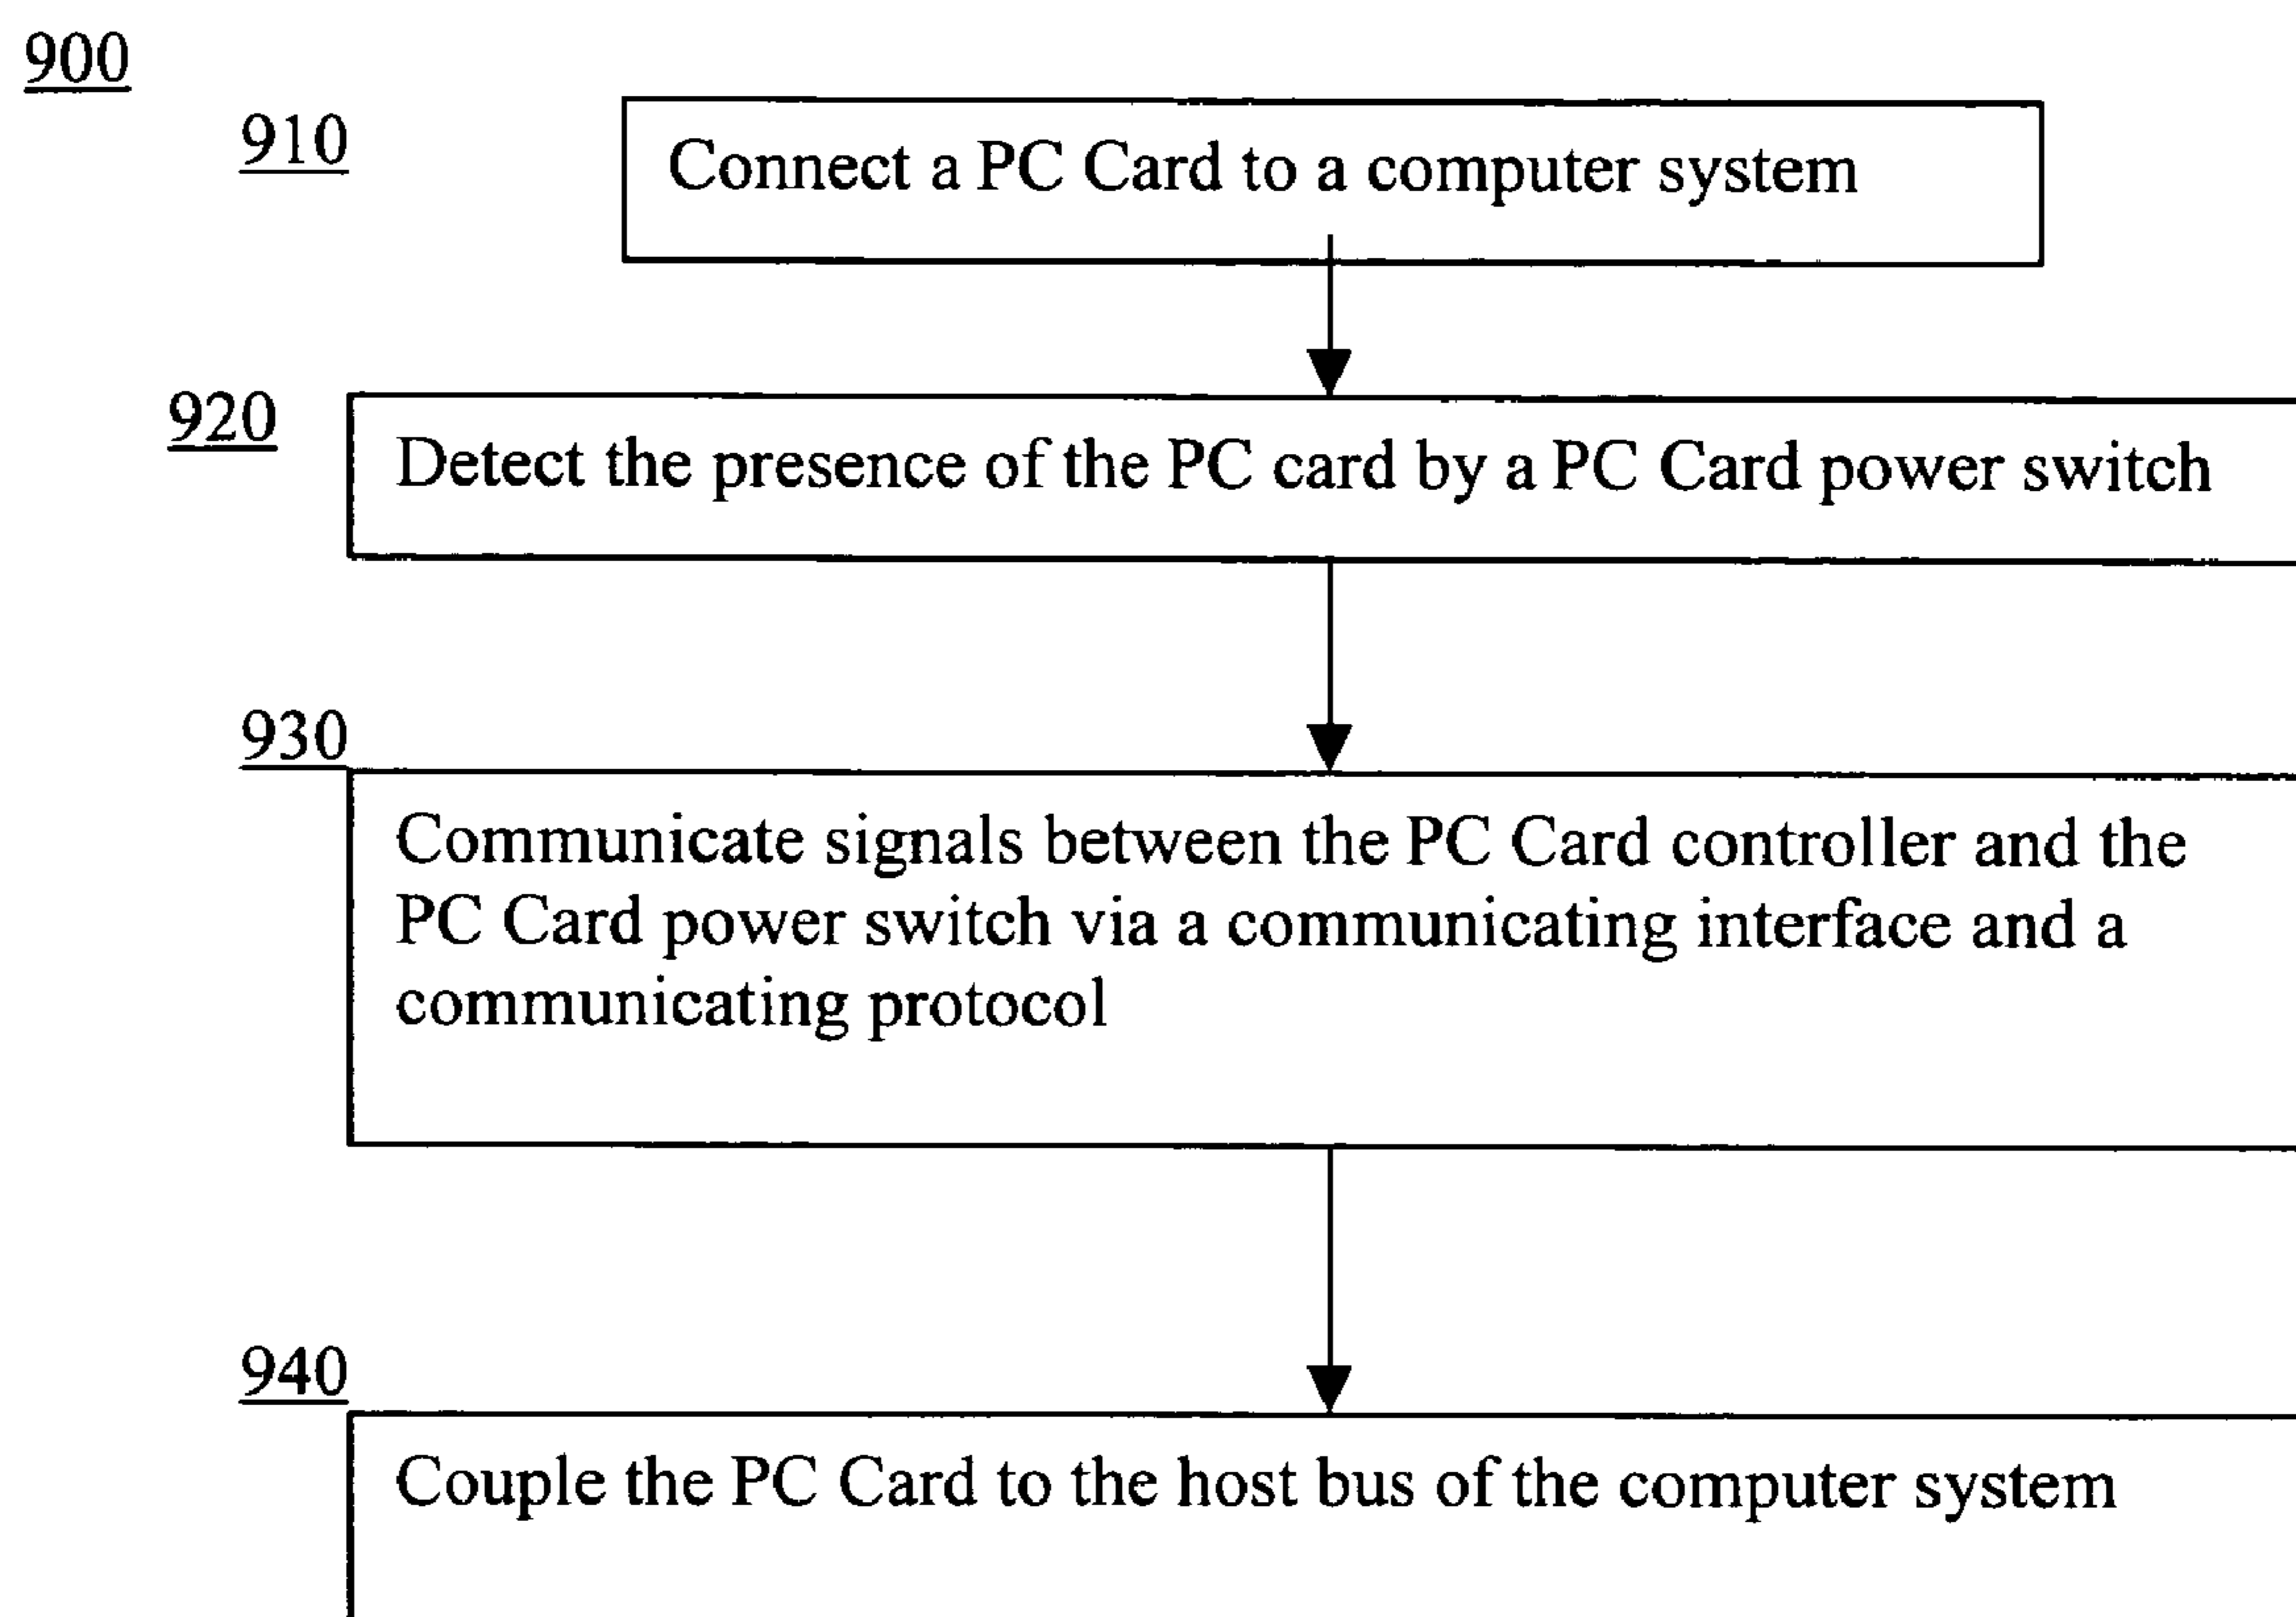 900
910
Connect a PC Card to a computer system
920
Detect the presence of the PC card by a PC Card power switch
930
Communicate signals between the PC Card controller and the
PC Card power switch via a communicating interface and a
communicating protocol
940
Couple the PC Card to the host bus of the computer system